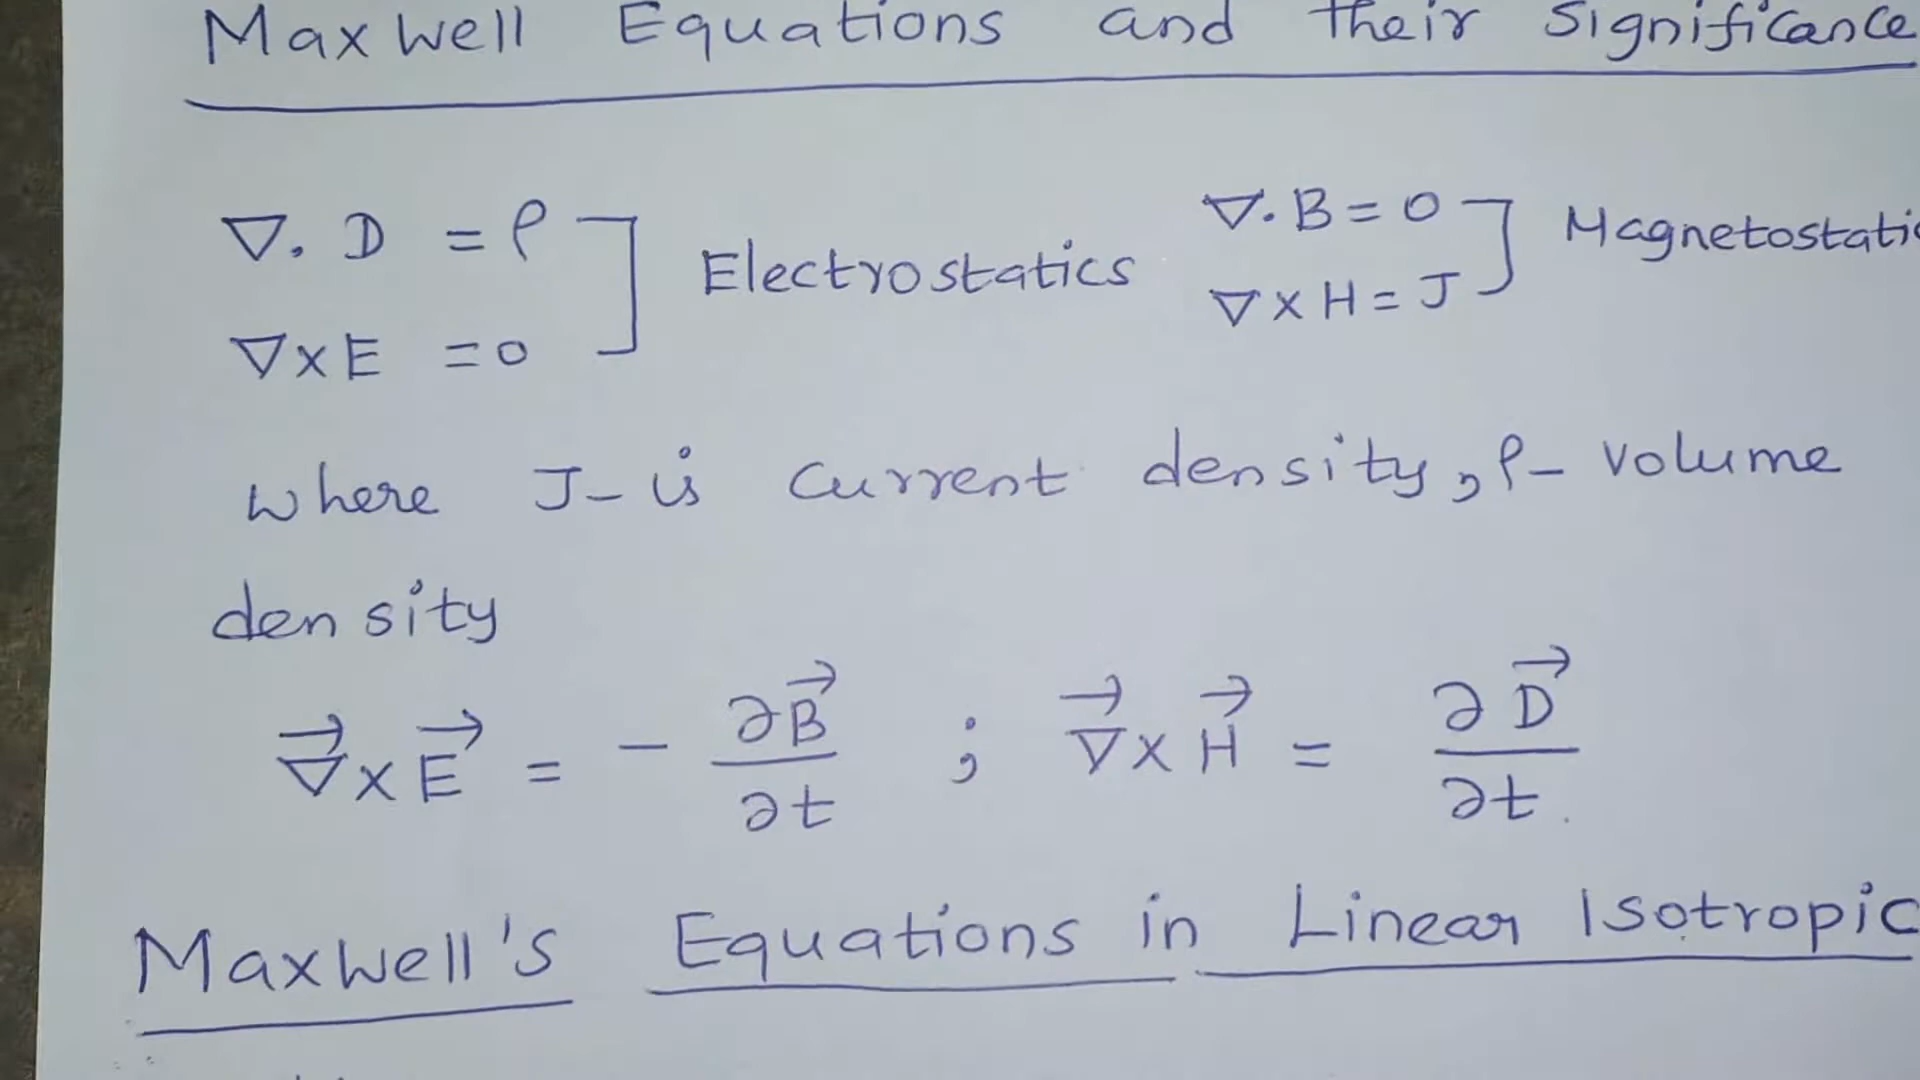 Maxwell Equations and their significance
∇. D = ρ ] Electrostatics ∇. B = 0 ] Magnetostatic
∇ x E = 0 ∇ x H = J
where J- is current density, ρ- volume
density
∇⃗ x E⃗ = - ∂B⃗/∂t ; ∇⃗ x H⃗ = ∂D⃗/∂t.
Maxwell's Equations in Linear Isotropic